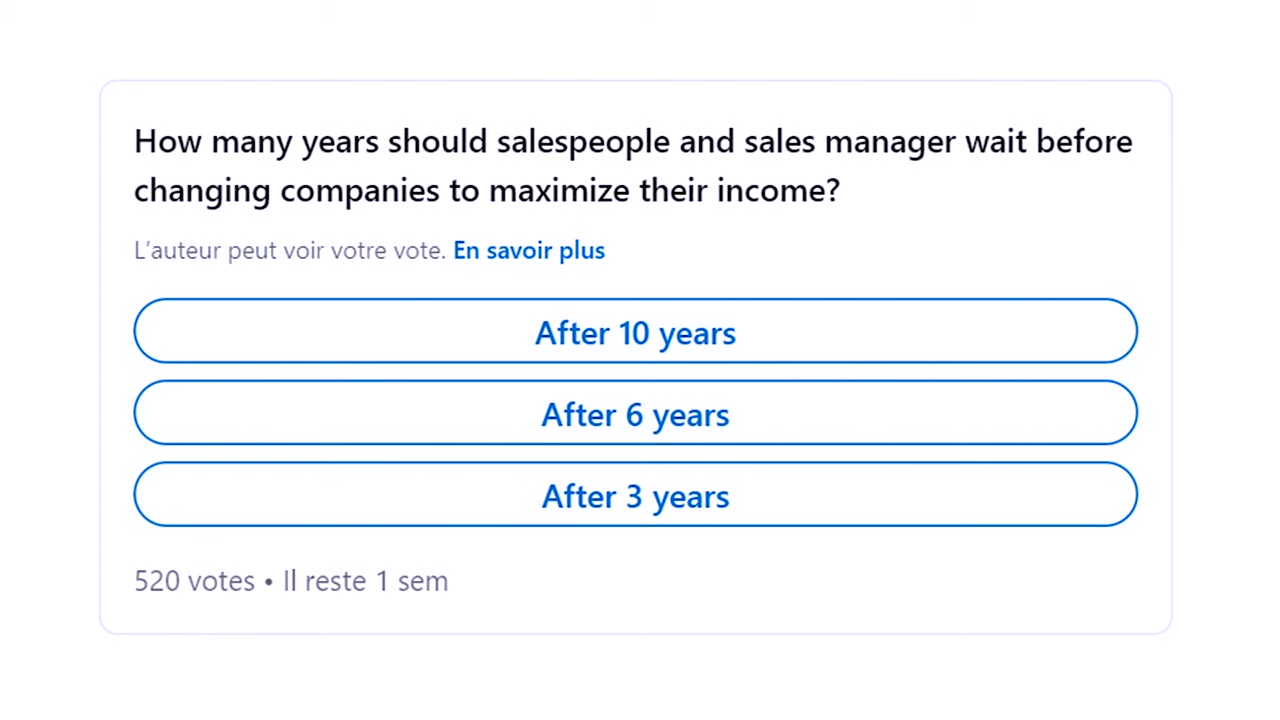 How many years should salespeople and sales manager wait before
changing companies to maximize their income?
L’auteur peut voir votre vote. En savoir plus
After 10 years
After 6 years
After 3 years
520 votes • Il reste 1 sem